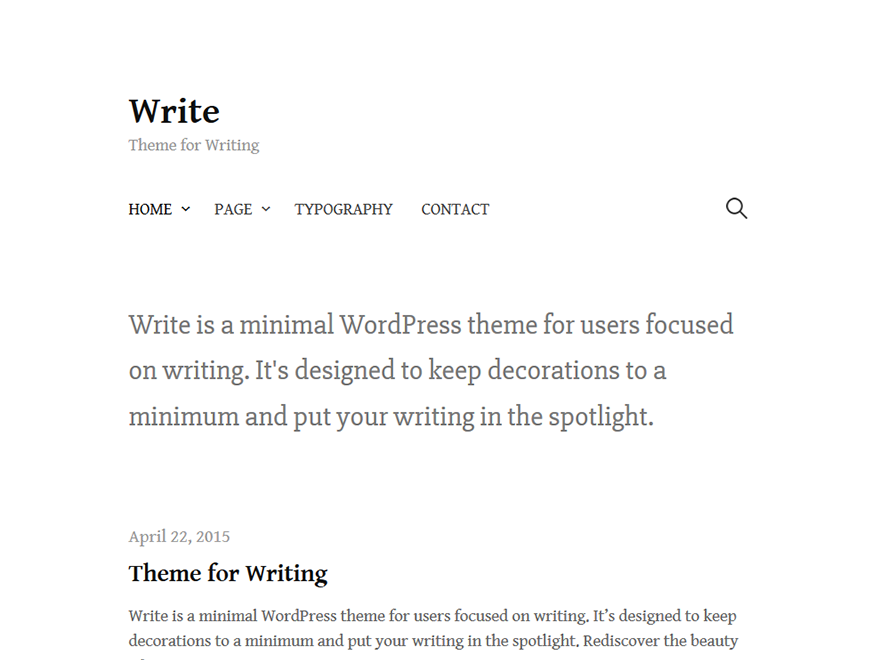 Write
Theme for Writing
HOME PAGE TYPOGRAPHY CONTACT
Write is a minimal WordPress theme for users focused
on writing. It's designed to keep decorations to a
minimum and put your writing in the spotlight.
April 22, 2015
Theme for Writing
Write is a minimal WordPress theme for users focused on writing. It’s designed to keep
decorations to a minimum and put your writing in the spotlight. Rediscover the beauty